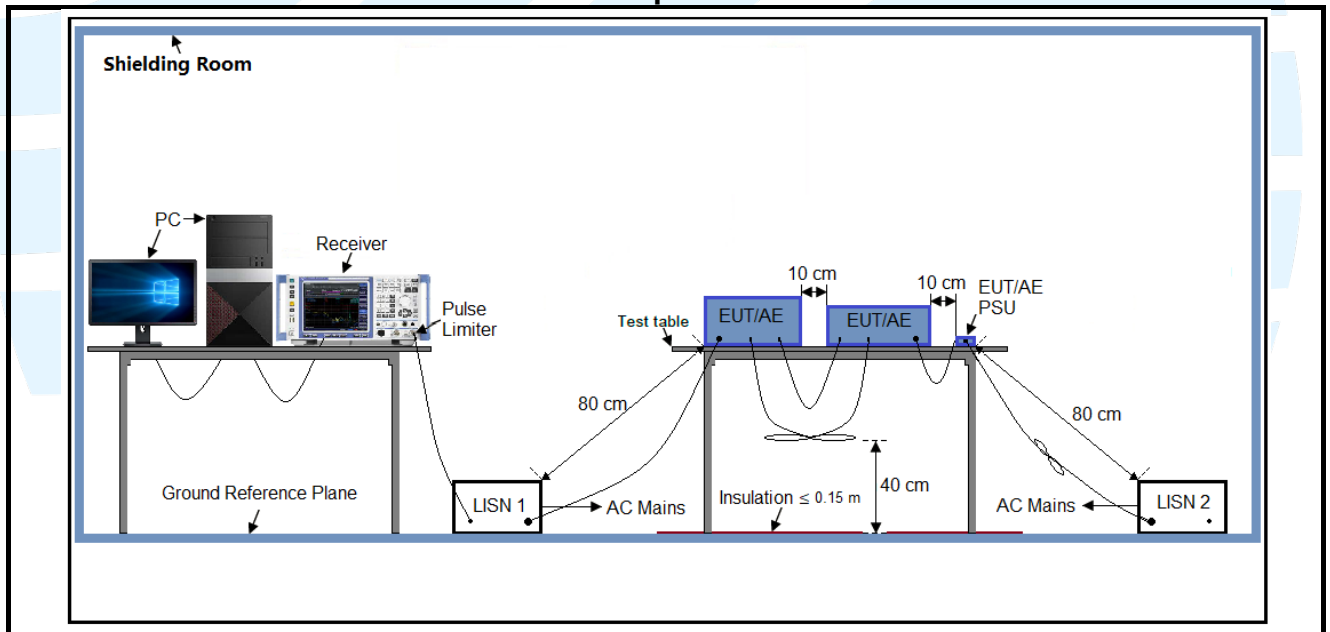 Shielding Room
PC
Receiver
Pulse
Limiter
Test table
10 cm
10 cm
EUT/AE
PSU
EUT/AE
EUT/AE
80 cm
80 cm
40 cm
Ground Reference Plane
LISN 1
AC Mains
Insulation ≤ 0.15 m
AC Mains
LISN 2